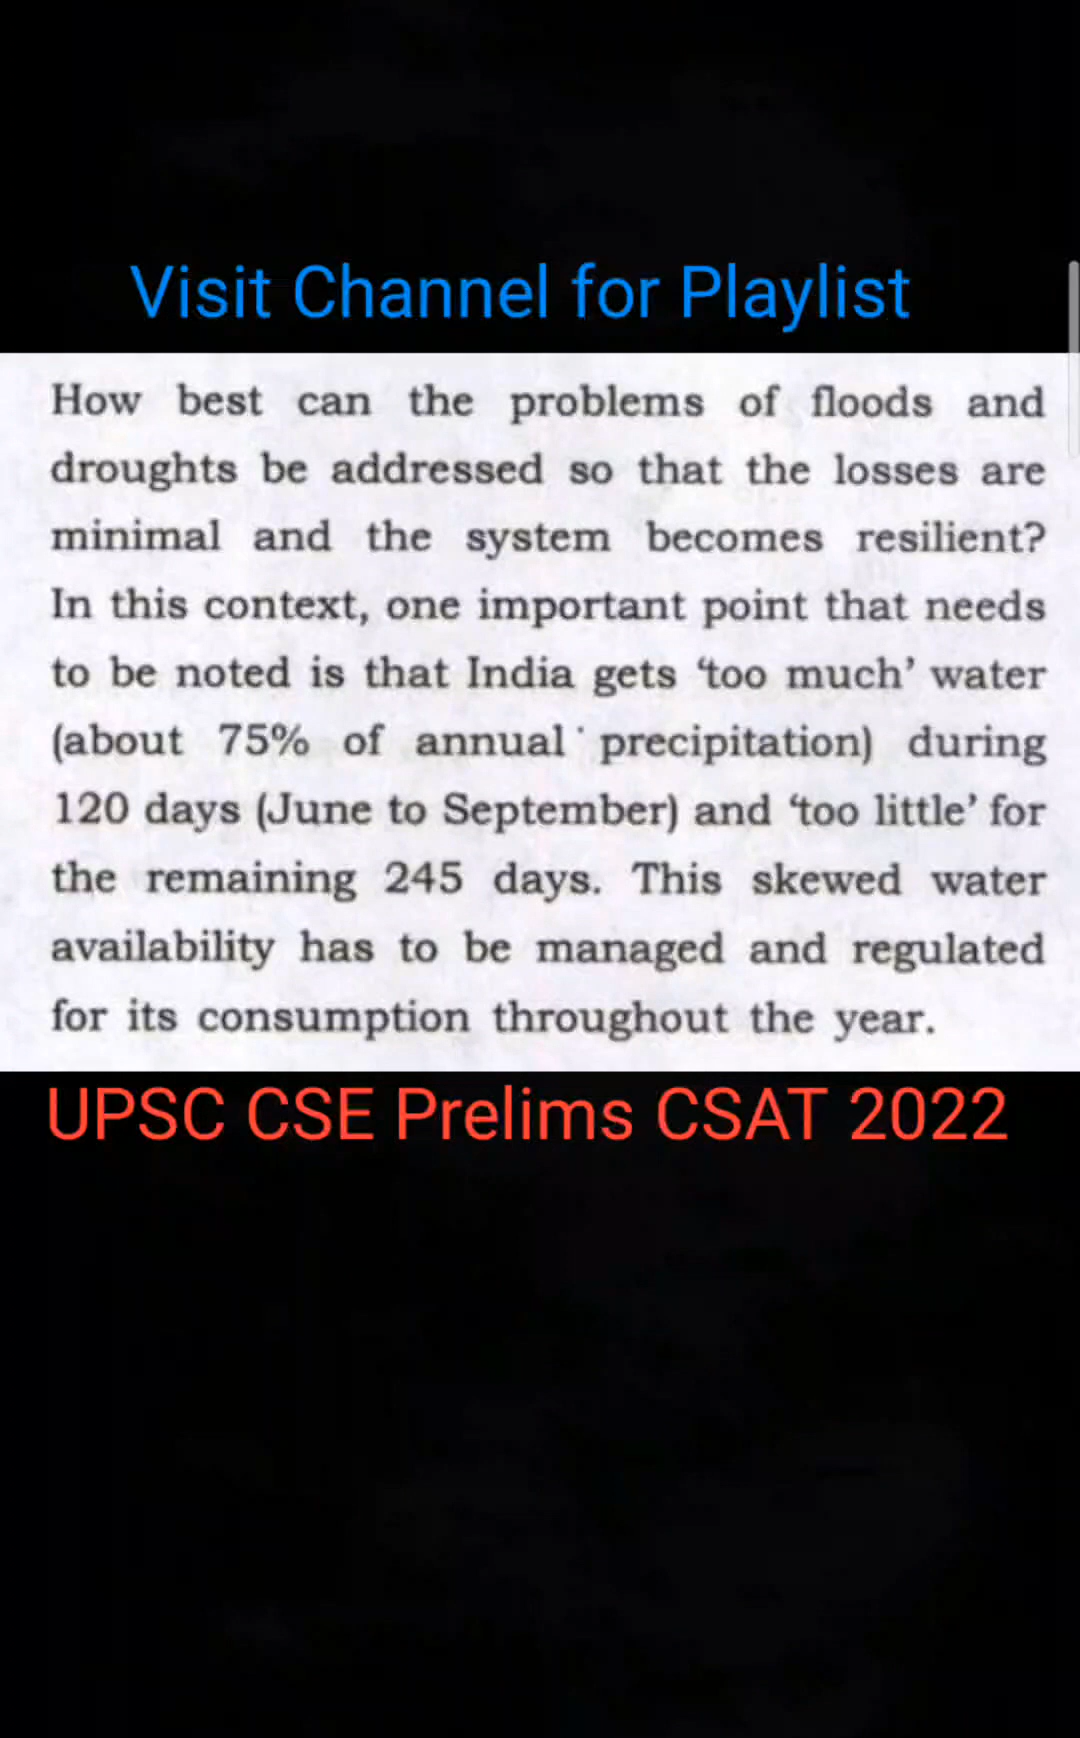 Visit Channel for Playlist
How best can the problems of floods and
droughts be addressed so that the losses are
minimal and the system becomes resilient?
In this context, one important point that needs
to be noted is that India gets ‘too much’ water
(about 75% of annual precipitation) during
120 days (June to September) and ‘too little’ for
the remaining 245 days. This skewed water
availability has to be managed and regulated
for its consumption throughout the year.
UPSC CSE Prelims CSAT 2022